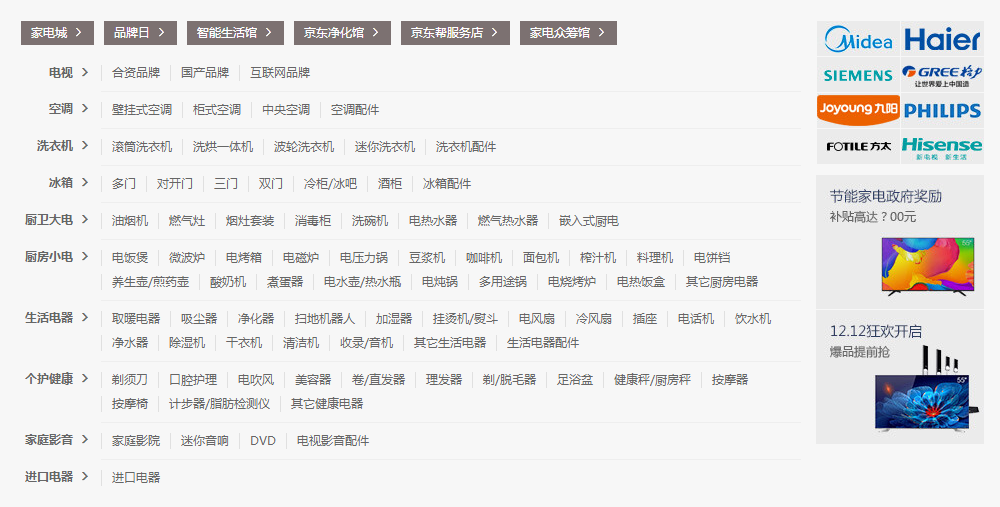 家电城 > 品牌日 > 智能生活馆 > 京东净化馆 > 京东帮服务店 > 家电众筹馆 >
电视 > 合资品牌 国产品牌 互联网品牌
空调 > 壁挂式空调 柜式空调 中央空调 空调配件
洗衣机 > 滚筒洗衣机 洗烘一体机 波轮洗衣机 迷你洗衣机 洗衣机配件
冰箱 > 多门 对开门 三门 双门 冷柜/冰吧 酒柜 冰箱配件
厨卫大电 > 油烟机 燃气灶 烟灶套装 消毒柜 洗碗机 电热水器 燃气热水器 嵌入式厨电
厨房小电 > 电饭煲 微波炉 电烤箱 电磁炉 电压力锅 豆浆机 咖啡机 面包机 榨汁机 料理机 电饼铛
养生壶/煎药壶 酸奶机 煮蛋器 电水壶/热水瓶 电炖锅 多用途锅 电烧烤炉 电热饭盒 其它厨房电器
生活电器 > 取暖电器 吸尘器 净化器 扫地机器人 加湿器 挂烫机/熨斗 电风扇 冷风扇 插座 电话机 饮水机
净水器 除湿机 干衣机 清洁机 收录/音机 其它生活电器 生活电器配件
个护健康 > 剃须刀 口腔护理 电吹风 美容器 卷/直发器 理发器 剃/脱毛器 足浴盆 健康秤/厨房秤 按摩器
按摩椅 计步器/脂肪检测仪 其它健康电器
家庭影音 > 家庭影院 迷你音响 DVD 电视影音配件
进口电器 > 进口电器
Midea Haier
SIEMENS GREE格力
让世界爱上中国造
Joyoung九阳 PHILIPS
FOTILE方太 Hisense
新电视 新生活
节能家电政府奖励
补贴高达?00元
55"
12.12狂欢开启
爆品提前抢
55"